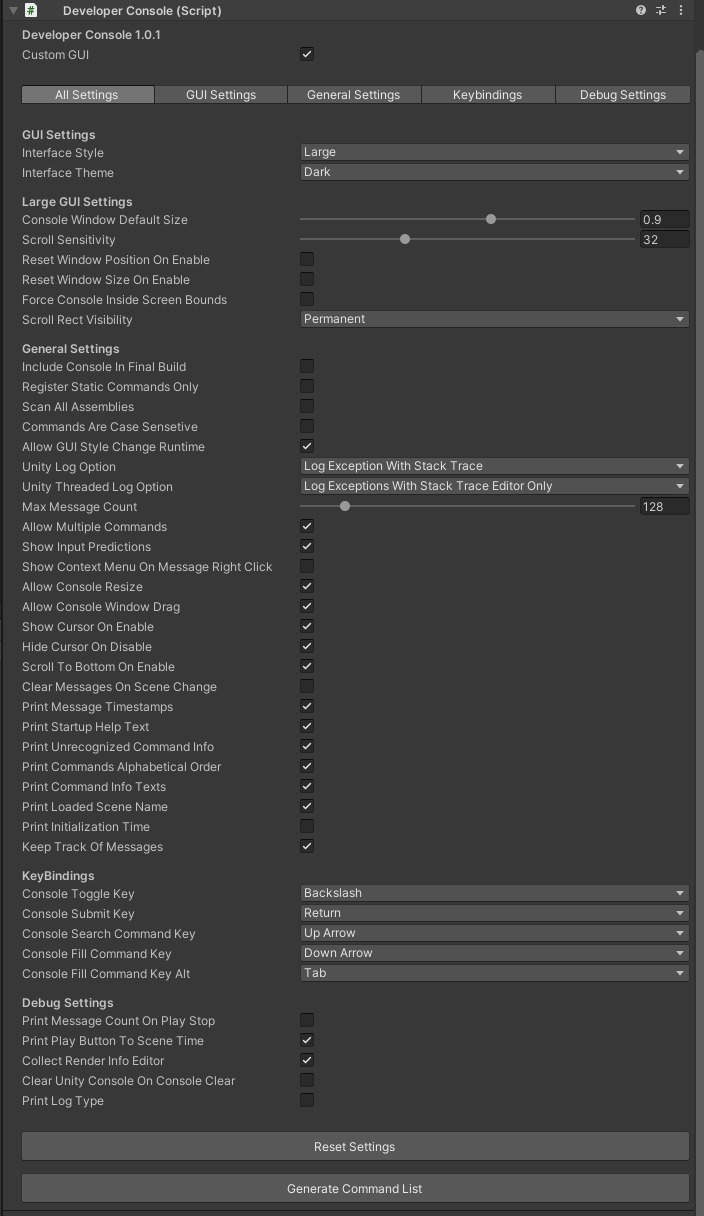 Developer Console (Script)
Developer Console 1.0.1
Custom GUI
All Settings GUI Settings General Settings Keybindings Debug Settings
GUI Settings
Interface Style Large
Interface Theme Dark
Large GUI Settings
Console Window Default Size 0.9
Scroll Sensitivity 32
Reset Window Position On Enable
Reset Window Size On Enable
Force Console Inside Screen Bounds
Scroll Rect Visibility Permanent
General Settings
Include Console In Final Build
Register Static Commands Only
Scan All Assemblies
Commands Are Case Sensetive
Allow GUI Style Change Runtime
Unity Log Option Log Exception With Stack Trace
Unity Threaded Log Option Log Exceptions With Stack Trace Editor Only
Max Message Count 128
Allow Multiple Commands
Show Input Predictions
Show Context Menu On Message Right Click
Allow Console Resize
Allow Console Window Drag
Show Cursor On Enable
Hide Cursor On Disable
Scroll To Bottom On Enable
Clear Messages On Scene Change
Print Message Timestamps
Print Startup Help Text
Print Unrecognized Command Info
Print Commands Alphabetical Order
Print Command Info Texts
Print Loaded Scene Name
Print Initialization Time
Keep Track Of Messages
KeyBindings
Console Toggle Key Backslash
Console Submit Key Return
Console Search Command Key Up Arrow
Console Fill Command Key Down Arrow
Console Fill Command Key Alt Tab
Debug Settings
Print Message Count On Play Stop
Print Play Button To Scene Time
Collect Render Info Editor
Clear Unity Console On Console Clear
Print Log Type
Reset Settings
Generate Command List